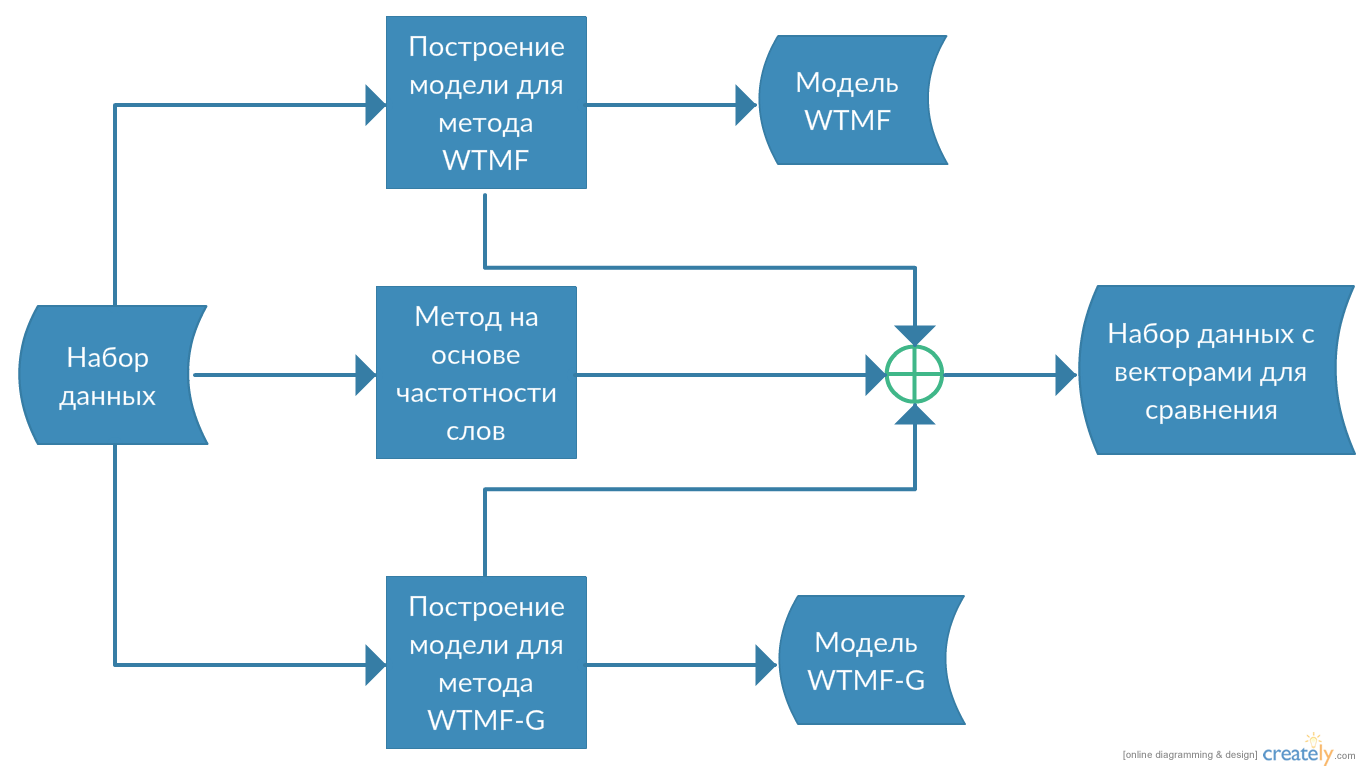 Построение
модели для
метода
WTMF
Модель
WTMF
Набор
данных
Метод на
основе
частотности
слов
Набор данных с
векторами для
сравнения
Построение
модели для
метода
WTMF-G
Модель
WTMF-G
[online diagramming & design] creately.com